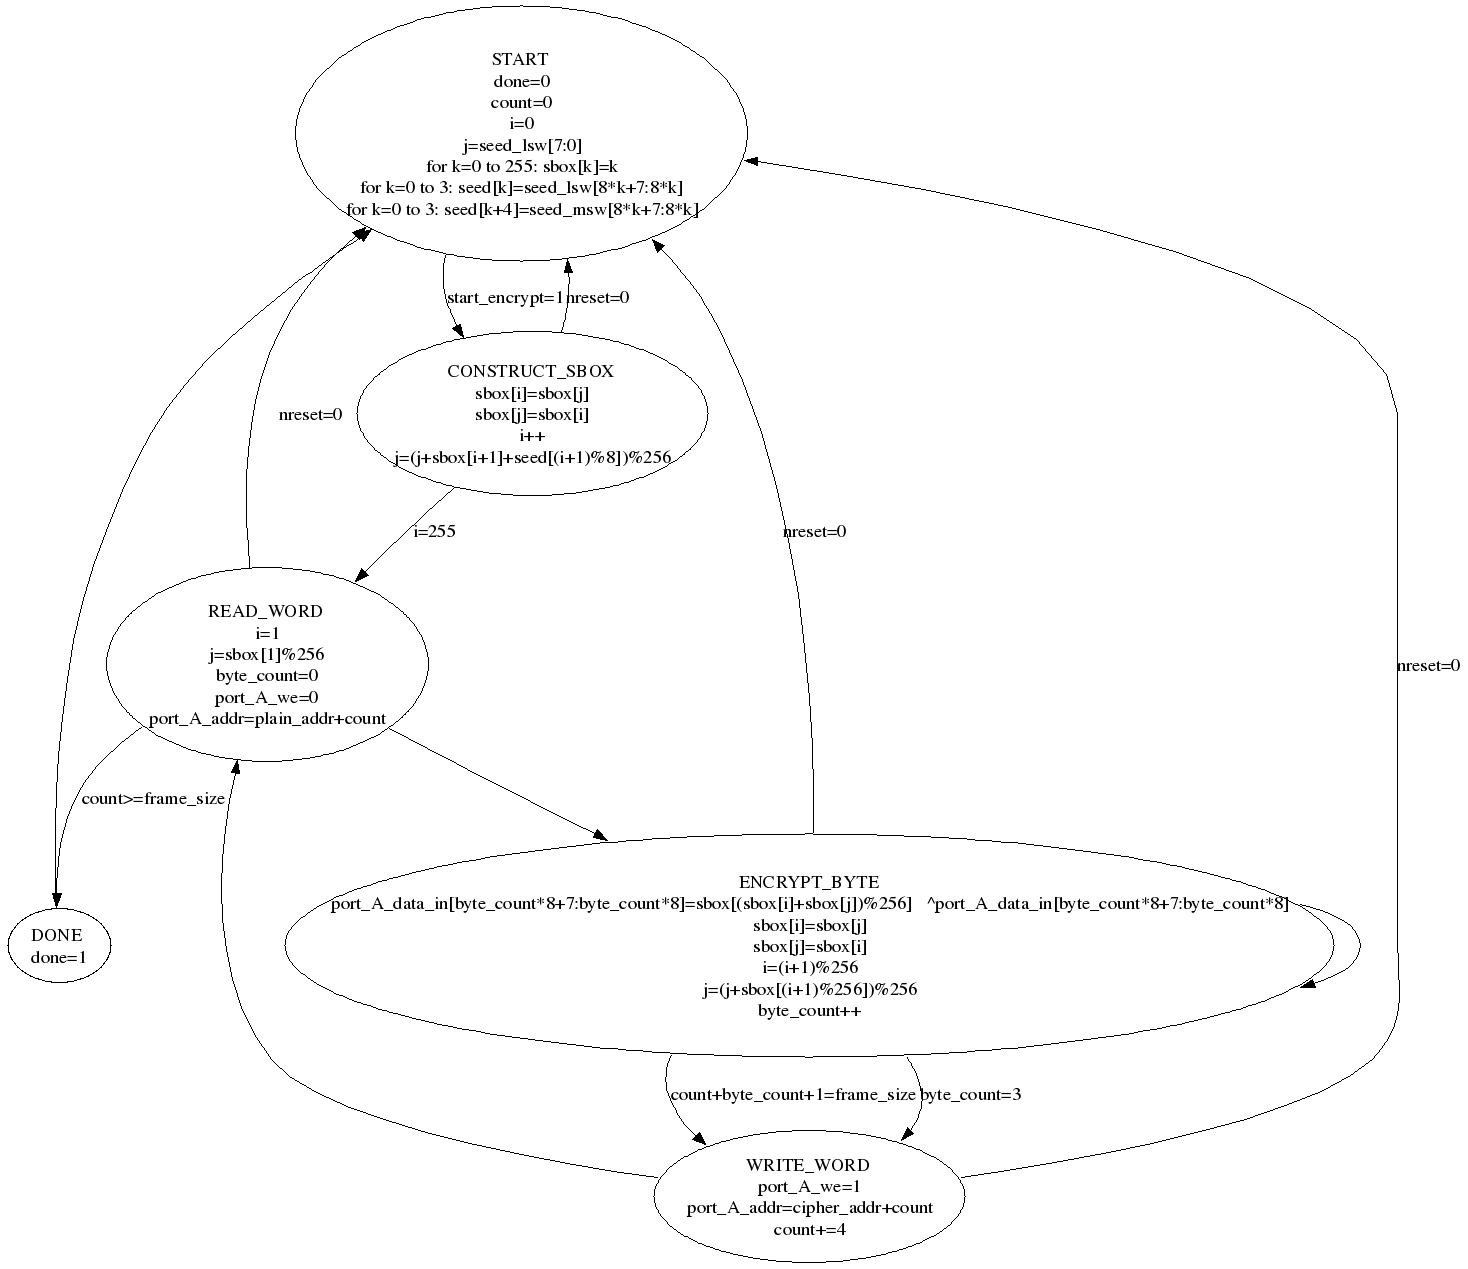 START
done=0
count=0
i=0
j=seed_lsw[7:0]
for k=0 to 255: sbox[k]=k
for k=0 to 3: seed[k]=seed_lsw[8*k+7:8*k]
for k=0 to 3: seed[k+4]=seed_msw[8*k+7:8*k]
start_encrypt=1
nreset=0
CONSTRUCT_SBOX
sbox[i]=sbox[j]
sbox[j]=sbox[i]
i++
j=(j+sbox[i+1]+seed[(i+1)%8])%256
nreset=0
i=255
nreset=0
READ_WORD
i=1
j=sbox[1]%256
byte_count=0
port_A_we=0
port_A_addr=plain_addr+count
nreset=0
count>=frame_size
ENCRYPT_BYTE
port_A_data_in[byte_count*8+7:byte_count*8]=sbox[(sbox[i]+sbox[j])%256] ^port_A_data_in[byte_count*8+7:byte_count*8]
sbox[i]=sbox[j]
sbox[j]=sbox[i]
i=(i+1)%256
j=(j+sbox[(i+1)%256])%256
byte_count++
DONE
done=1
count+byte_count+1=frame_size
byte_count=3
WRITE_WORD
port_A_we=1
port_A_addr=cipher_addr+count
count+=4